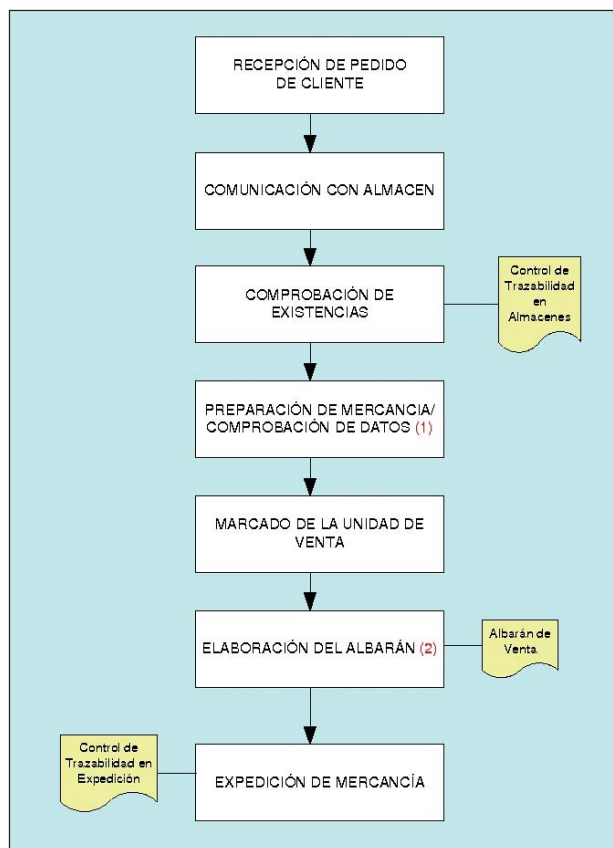 RECEPCIÓN DE PEDIDO
DE CLIENTE
COMUNICACIÓN CON ALMACEN
COMPROBACIÓN DE
EXISTENCIAS
Control de
Trazabilidad
en
Almacenes
PREPARACIÓN DE MERCANCIA/
COMPROBACIÓN DE DATOS (1)
MARCADO DE LA UNIDAD DE
VENTA
ELABORACIÓN DEL ALBARÁN (2)
Albarán de
Venta
Control de
Trazabilidad en
Expedición
EXPEDICIÓN DE MERCANCÍA